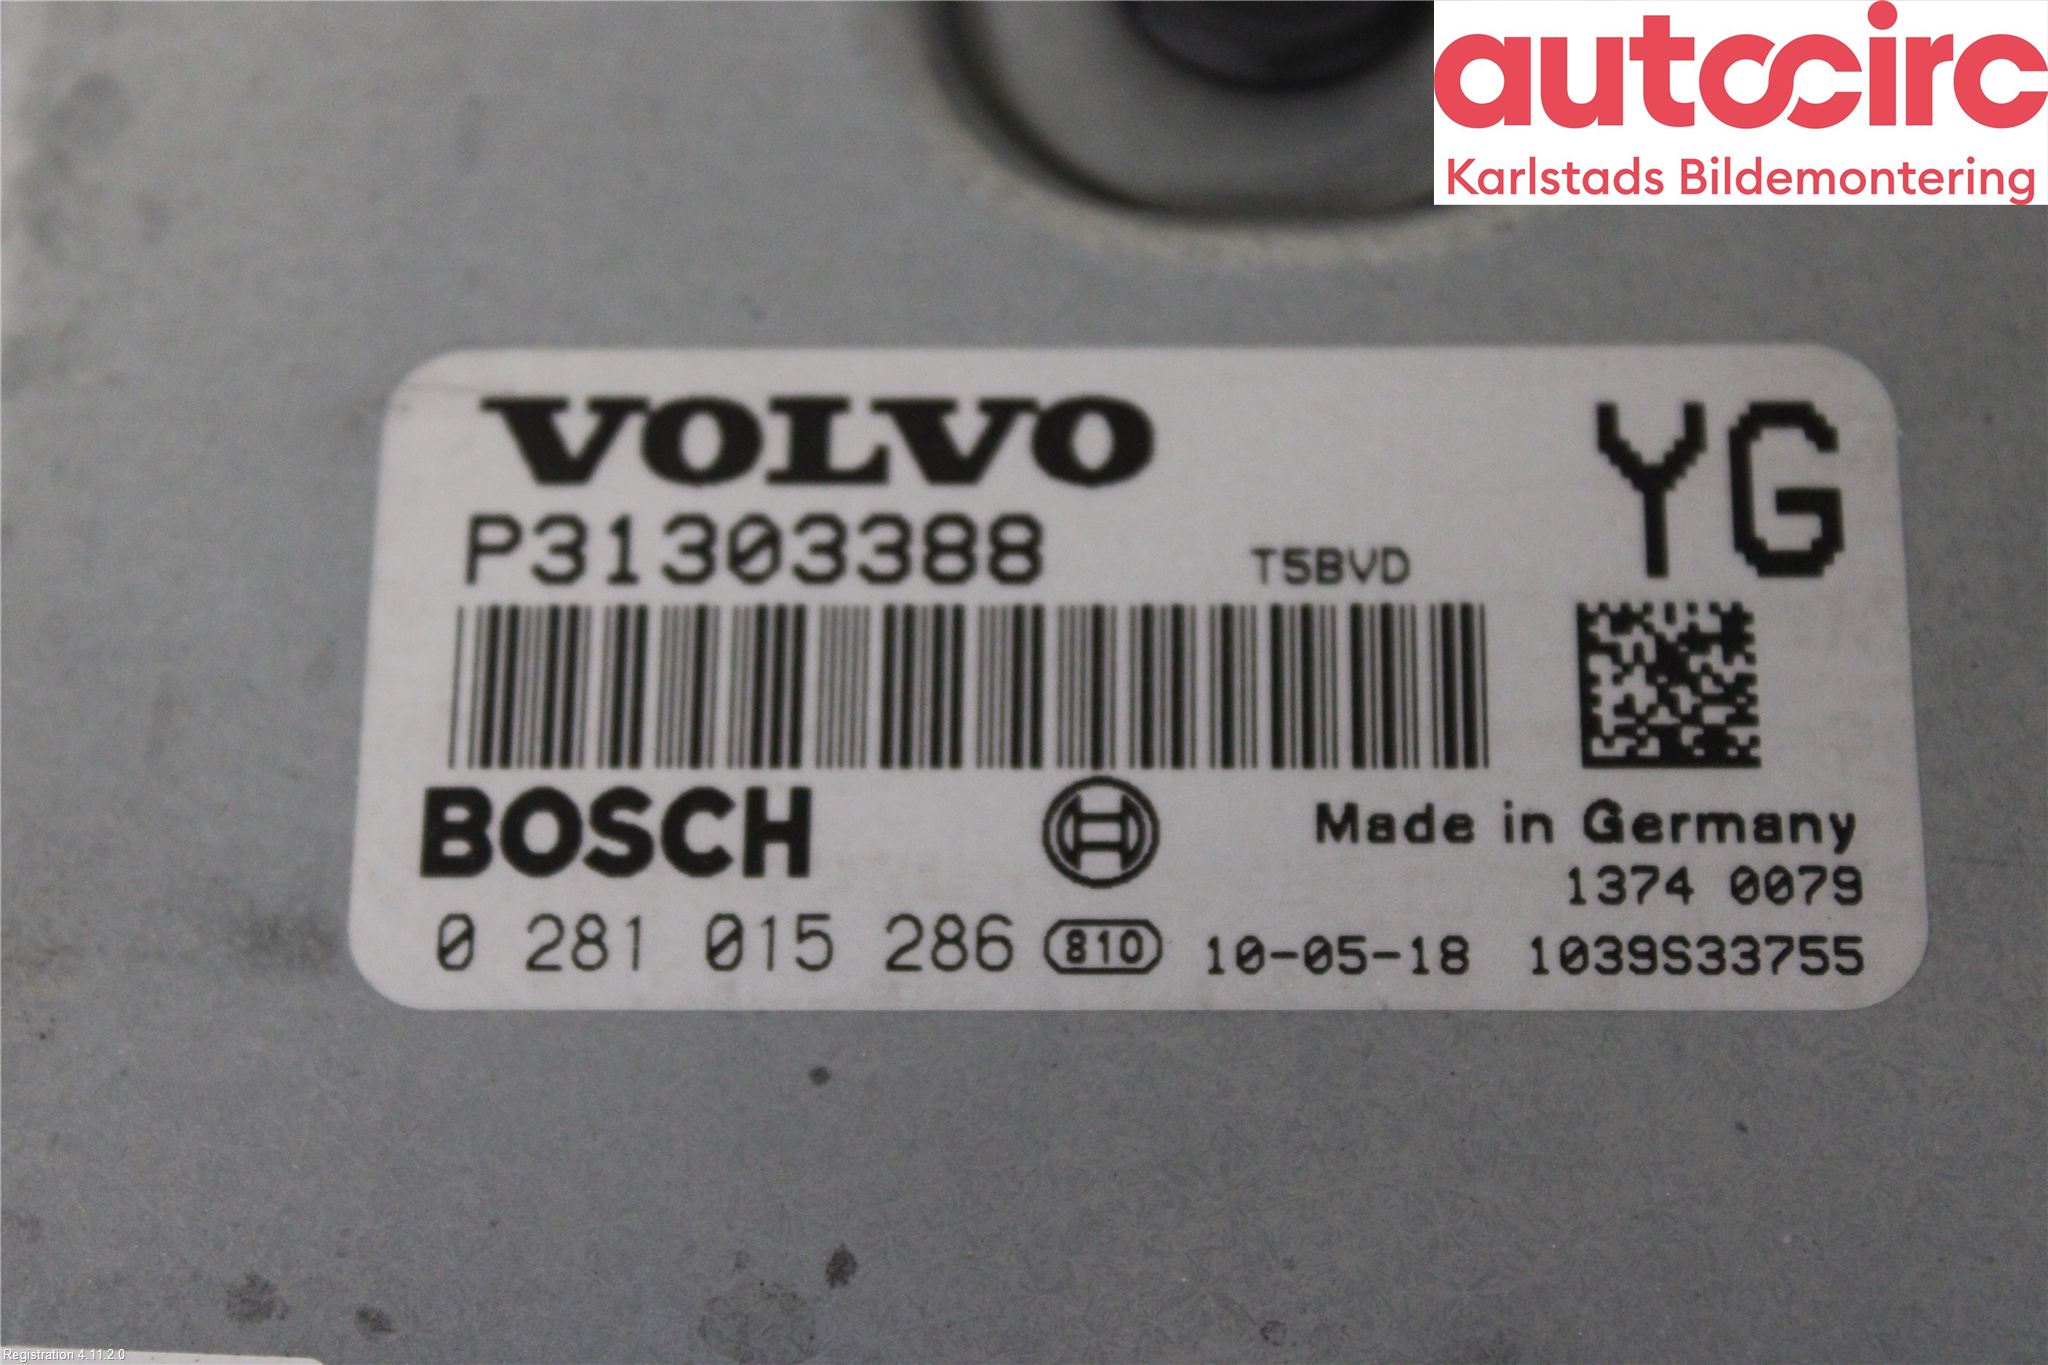 autocirc
Karlstads Bildemontering
VOLVO
YG
P31303388
T5BVD
BOSCH
Made in Germany
1374 0079
0 281 015 286 810 10-05-18 1039S33755
Registration 4.11.2.0